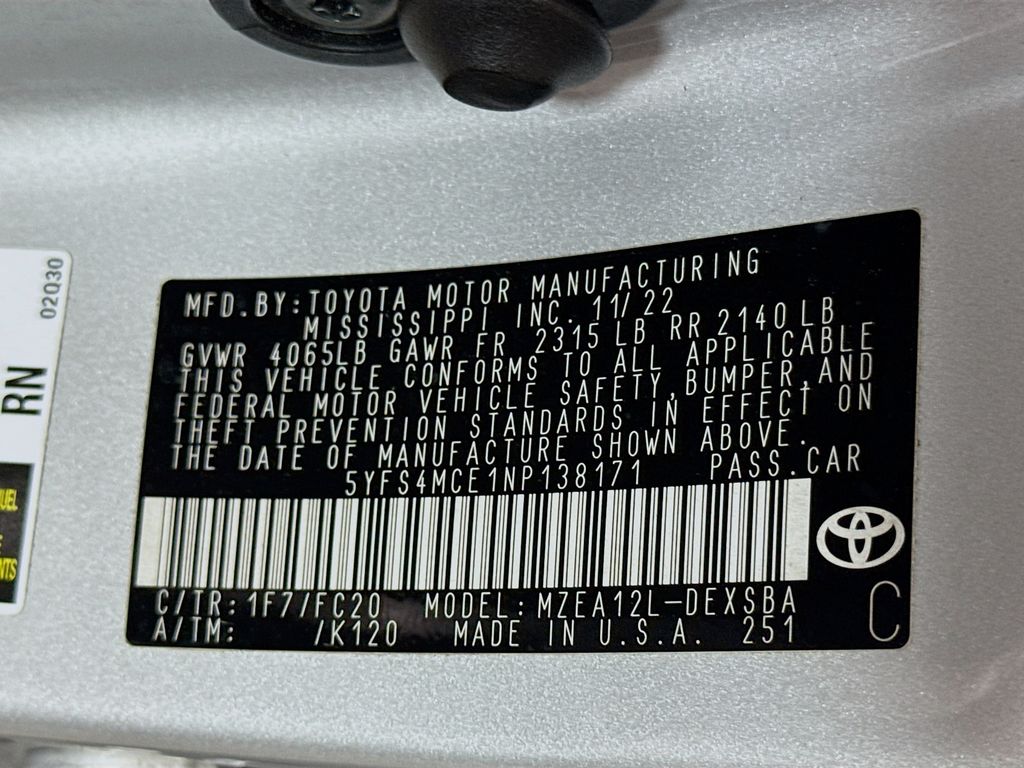 MFD.BY:TOYOTA MOTOR MANUFACTURING
MISSISSIPPI INC. 11/22
GVWR 4065LB GAWR FR 2315 LB RR 2140 LB
THIS VEHICLE CONFORMS TO ALL APPLICABLE
FEDERAL MOTOR VEHICLE SAFETY,BUMPER,AND
THEFT PREVENTION STANDARDS IN EFFECT ON
THE DATE OF MANUFACTURE SHOWN ABOVE.
5YFS4MCE1NP138171 PASS.CAR
C/TR:1F7/FC20 MODEL:MZEA12L-DEXSBA
A/TM: /K120 MADE IN U.S.A. 251
C
02030
RN